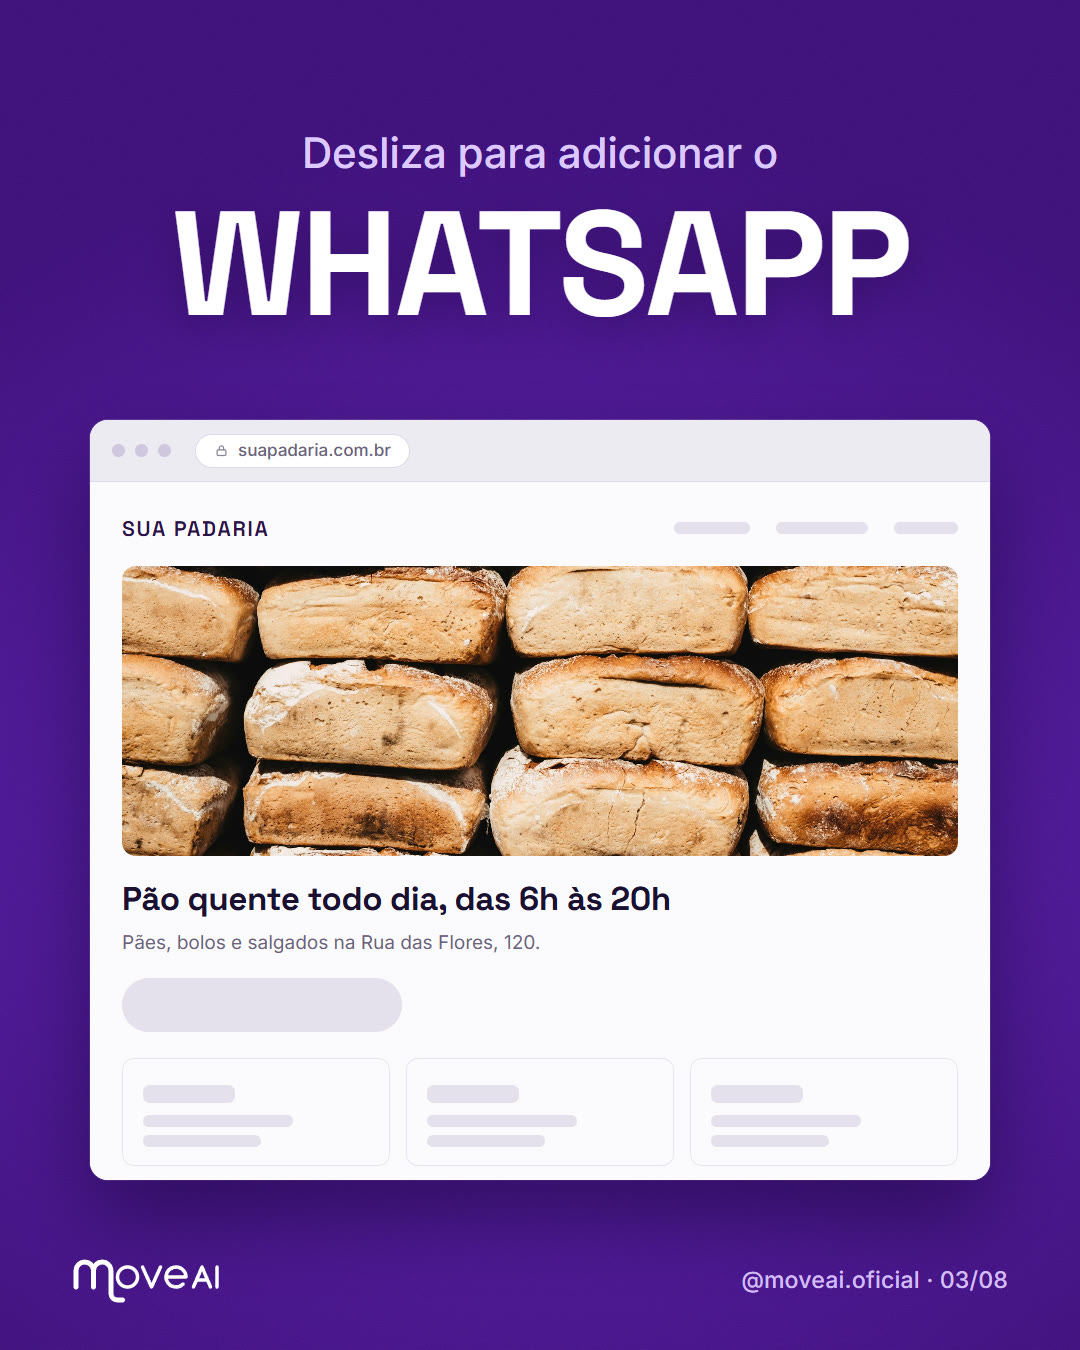 Desliza para adicionar o
WHATSAPP
suapadaria.com.br
SUA PADARIA
Pão quente todo dia, das 6h às 20h
Pães, bolos e salgados na Rua das Flores, 120.
moveAI
@moveai.oficial · 03/08